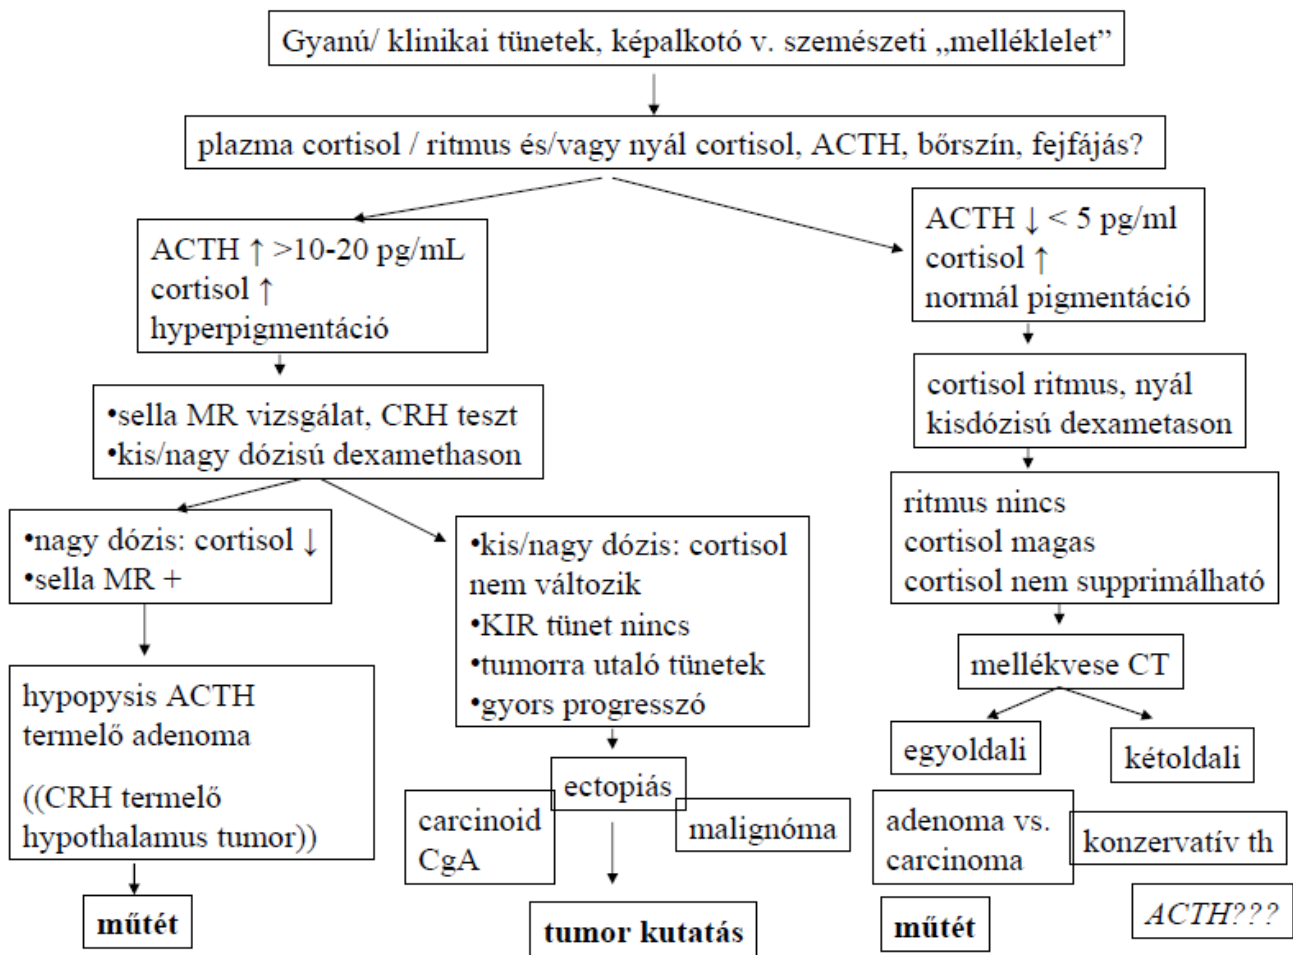 Gyanú/ klinikai tünetek, képalkotó v. szemészeti „melléklelet”
plazma cortisol / ritmus és/vagy nyál cortisol, ACTH, bőrszín, fejfájás?
ACTH ↑ >10-20 pg/mL
cortisol ↑
hyperpigmentáció
ACTH ↓ < 5 pg/ml
cortisol ↑
normál pigmentáció
•sella MR vizsgálat, CRH teszt
•kis/nagy dózisú dexamethason
cortisol ritmus, nyál
kisdózisú dexametason
•nagy dózis: cortisol ↓
•sella MR +
•kis/nagy dózis: cortisol
nem változik
•KIR tünet nincs
•tumorra utaló tünetek
•gyors progresszó
ritmus nincs
cortisol magas
cortisol nem supprimálható
hypopysis ACTH
termelő adenoma
((CRH termelő
hypothalamus tumor))
mellékvese CT
egyoldali
kétoldali
ectopiás
carcinoid
CgA
malignóma
adenoma vs.
carcinoma
konzervatív th
műtét
tumor kutatás
műtét
ACTH???